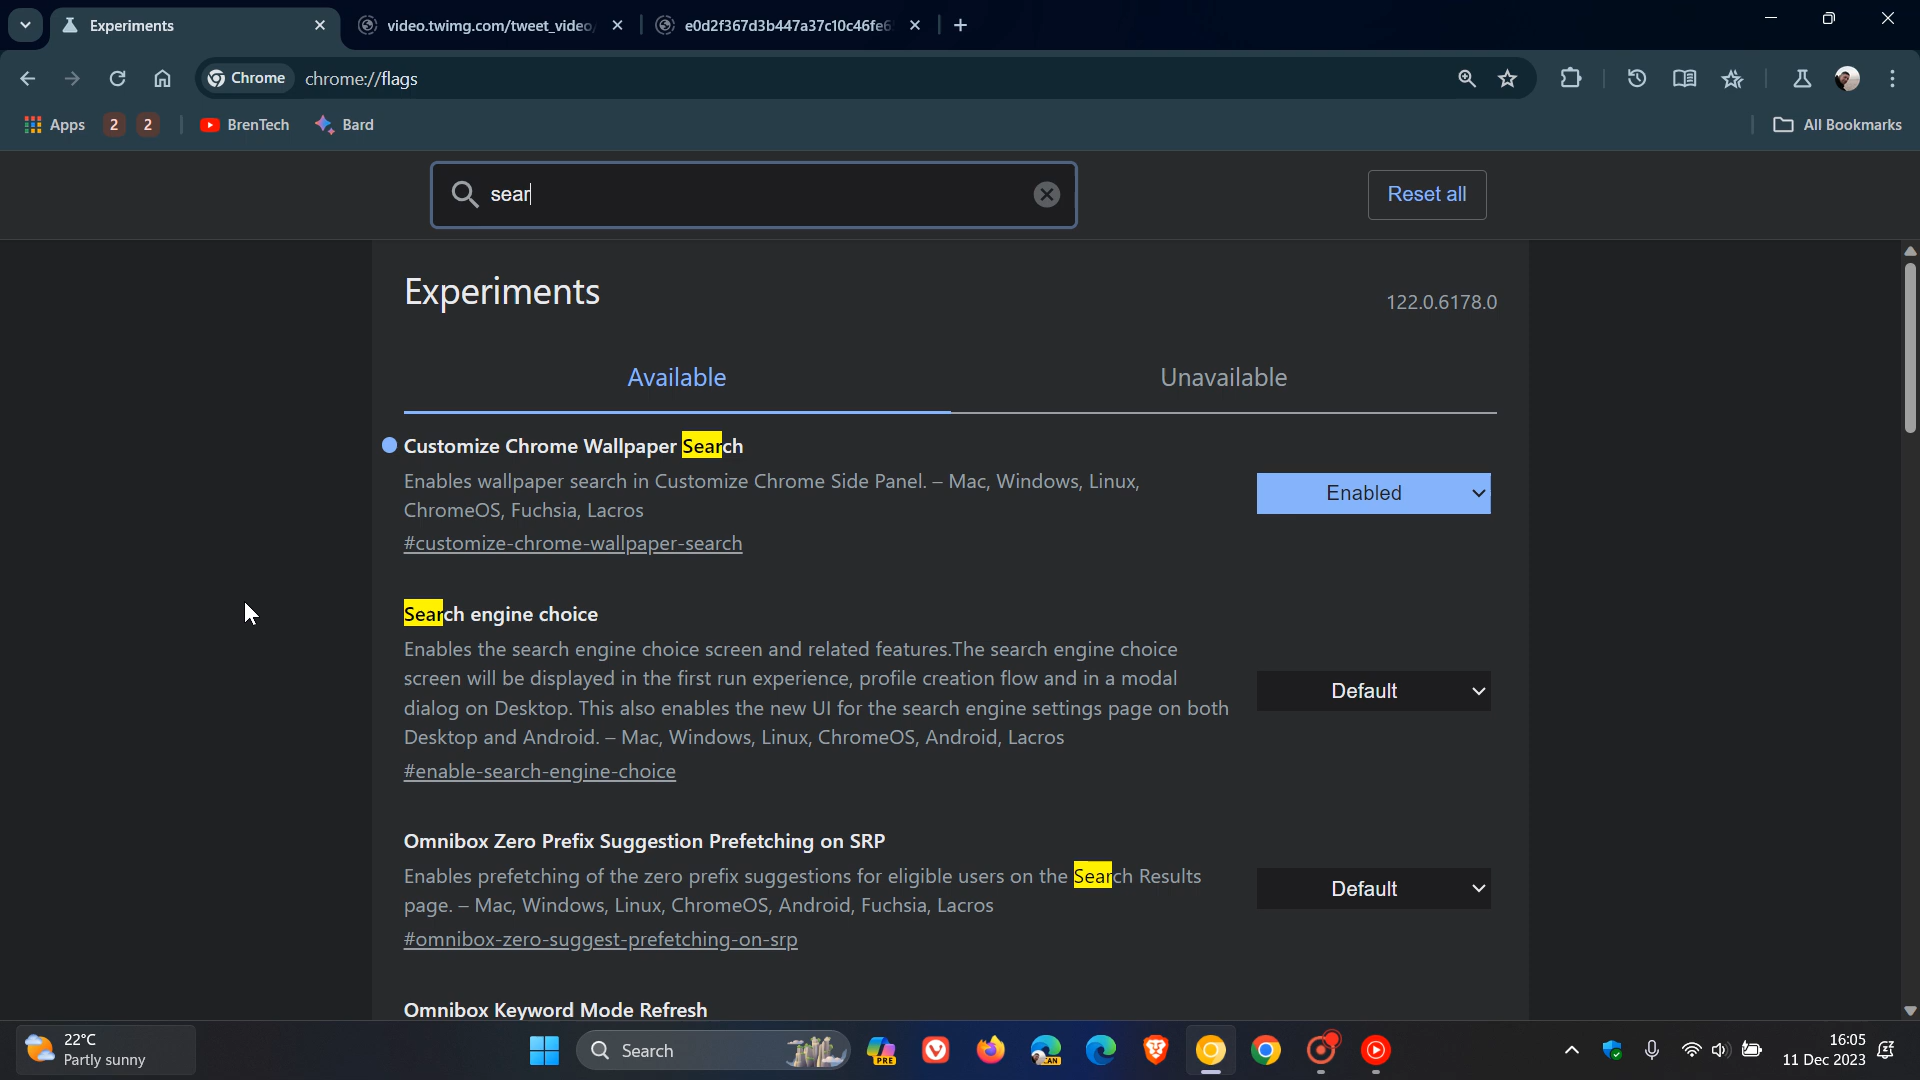 Experiments
video.twimg.com/tweet_video/
e0d2f367d3b447a37c10c46fe6
Chrome chrome://flags
Apps 2 2 BrenTech Bard All Bookmarks
sear
Reset all
Experiments
122.0.6178.0
Available Unavailable
Customize Chrome Wallpaper Search
Enables wallpaper search in Customize Chrome Side Panel. – Mac, Windows, Linux,
ChromeOS, Fuchsia, Lacros
#customize-chrome-wallpaper-search
Enabled
Search engine choice
Enables the search engine choice screen and related features.The search engine choice
screen will be displayed in the first run experience, profile creation flow and in a modal
dialog on Desktop. This also enables the new UI for the search engine settings page on both
Desktop and Android. – Mac, Windows, Linux, ChromeOS, Android, Lacros
#enable-search-engine-choice
Default
Omnibox Zero Prefix Suggestion Prefetching on SRP
Enables prefetching of the zero prefix suggestions for eligible users on the Search Results
page. – Mac, Windows, Linux, ChromeOS, Android, Fuchsia, Lacros
#omnibox-zero-suggest-prefetching-on-srp
Default
Omnibox Keyword Mode Refresh
22°C
Partly sunny
Search
PRE
CAN
16:05
11 Dec 2023